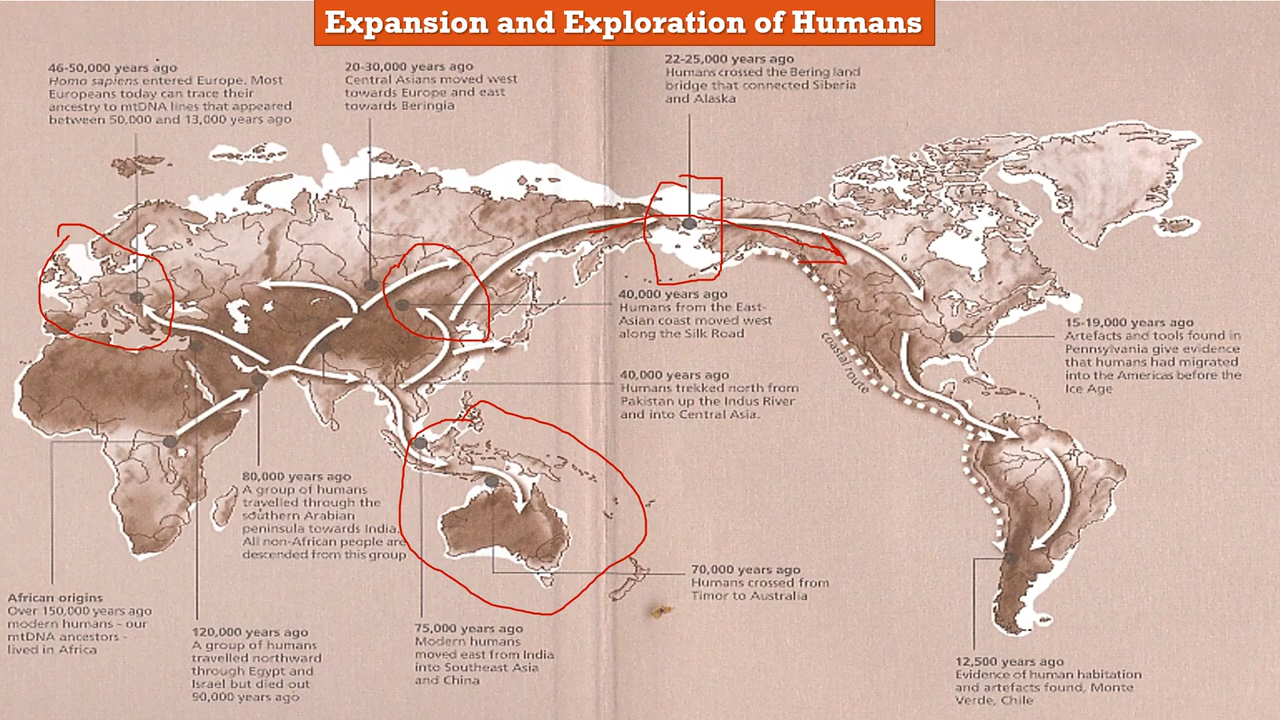 Expansion and Exploration of Humans
46-50,000 years ago
Homo sapiens entered Europe. Most
Europeans today can trace their
ancestry to mtDNA lines that appeared
between 50,000 and 13,000 years ago
20-30,000 years ago
Central Asians moved west
towards Europe and east
towards Beringia
22-25,000 years ago
Humans crossed the Bering land
bridge that connected Siberia
and Alaska
40,000 years ago
Humans from the East-
Asian coast moved west
along the Silk Road
15-19,000 years ago
Artefacts and tools found in
Pennsylvania give evidence
that humans had migrated
into the Americas before the
Ice Age
coastal route
40,000 years ago
Humans trekked north from
Pakistan up the Indus River
and into Central Asia.
80,000 years ago
A group of humans
travelled through the
southern Arabian
peninsula towards India.
All non-African people are
descended from this group
70,000 years ago
Humans crossed from
Timor to Australia
African origins
Over 150,000 years ago
modern humans - our
mtDNA ancestors -
lived in Africa
120,000 years ago
A group of humans
travelled northward
through Egypt and
Israel but died out
90,000 years ago
75,000 years ago
Modern humans
moved east from India
into Southeast Asia
and China
12,500 years ago
Evidence of human habitation
and artefacts found, Monte
Verde, Chile